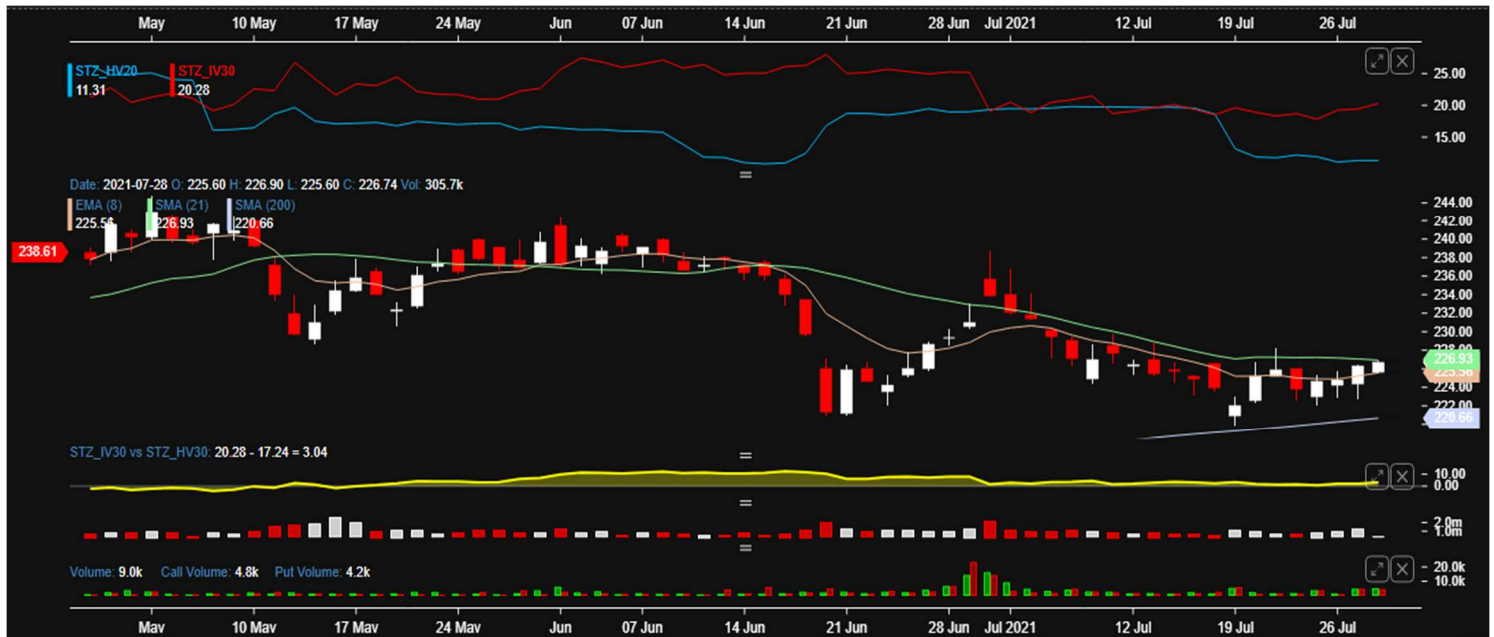 May 10 May 17 May 24 May Jun 07 Jun 14 Jun 21 Jun 28 Jun Jul 2021 12 Jul 19 Jul 26 Jul
STZ_HV20 STZ_IV30
11.31 20.28
25.00
20.00
15.00
Date: 2021-07-28 O: 225.60 H: 226.90 L: 225.60 C: 226.74 Vol: 305.7k
EMA (8) SMA (21) SMA (200)
225.56 226.93 220.66
244.00
242.00
240.00
238.61
238.00
236.00
234.00
232.00
230.00
228.00
226.93
225.56
224.00
222.00
220.66
STZ_IV30 vs STZ_HV30: 20.28 - 17.24 = 3.04
10.00
0.00
2.0m
1.0m
Volume: 9.0k Call Volume: 4.8k Put Volume: 4.2k
20.0k
10.0k
May 10 May 17 May 24 May Jun 07 Jun 14 Jun 21 Jun 28 Jun Jul 2021 12 Jul 19 Jul 26 Jul